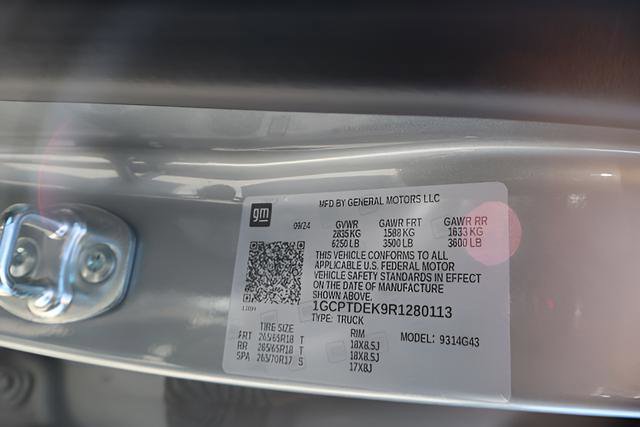 MFD BY GENERAL MOTORS LLC
gm
09/24 GVWR GAWR FRT GAWR RR
2835 KG 1588 KG 1633 KG
6250 LB 3500 LB 3600 LB
THIS VEHICLE CONFORMS TO ALL
APPLICABLE U.S. FEDERAL MOTOR
VEHICLE SAFETY STANDARDS IN EFFECT
ON THE DATE OF MANUFACTURE
SHOWN ABOVE.
1GCPTDEK9R1280113
TYPE: TRUCK
TIRE SIZE RIM MODEL: 9314G43
FRT 265/65R18 T 18X8.5J
RR 265/65R18 T 18X8.5J
SPA 265/70R17 S 17X8J